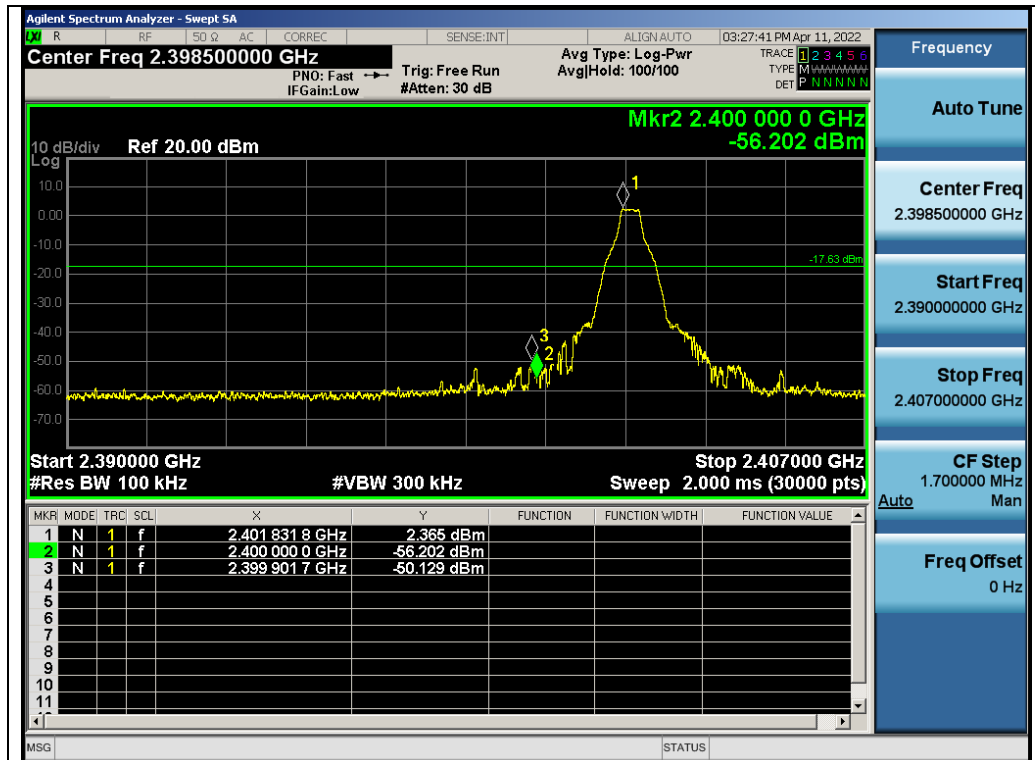 Agilent Spectrum Analyzer - Swept SA
LXI R RF 50 Ω AC CORREC SENSE:INT ALIGNAUTO 03:27:41 PM Apr 11, 2022
Center Freq 2.398500000 GHz
PNO: Fast
IFGain:Low
Trig: Free Run
#Atten: 30 dB
Avg Type: Log-Pwr
Avg|Hold: 100/100
TRACE 1 2 3 4 5 6
TYPE M
DET P N N N N N
Mkr2 2.400 000 0 GHz
-56.202 dBm
10 dB/div Ref 20.00 dBm
Log
10.0
0.00
-10.0
-20.0
-30.0
-40.0
-50.0
-60.0
-70.0
1
-17.63 dBm
3
2
Start 2.390000 GHz Stop 2.407000 GHz
#Res BW 100 kHz #VBW 300 kHz Sweep 2.000 ms (30000 pts)
MKR MODE TRC SCL X Y FUNCTION FUNCTION WIDTH FUNCTION VALUE
1 N 1 f 2.401 831 8 GHz 2.365 dBm
2 N 1 f 2.400 000 0 GHz -56.202 dBm
3 N 1 f 2.399 901 7 GHz -50.129 dBm
4
5
6
7
8
9
10
11
MSG STATUS
Frequency
Auto Tune
Center Freq
2.398500000 GHz
Start Freq
2.390000000 GHz
Stop Freq
2.407000000 GHz
CF Step
1.700000 MHz
Auto Man
Freq Offset
0 Hz